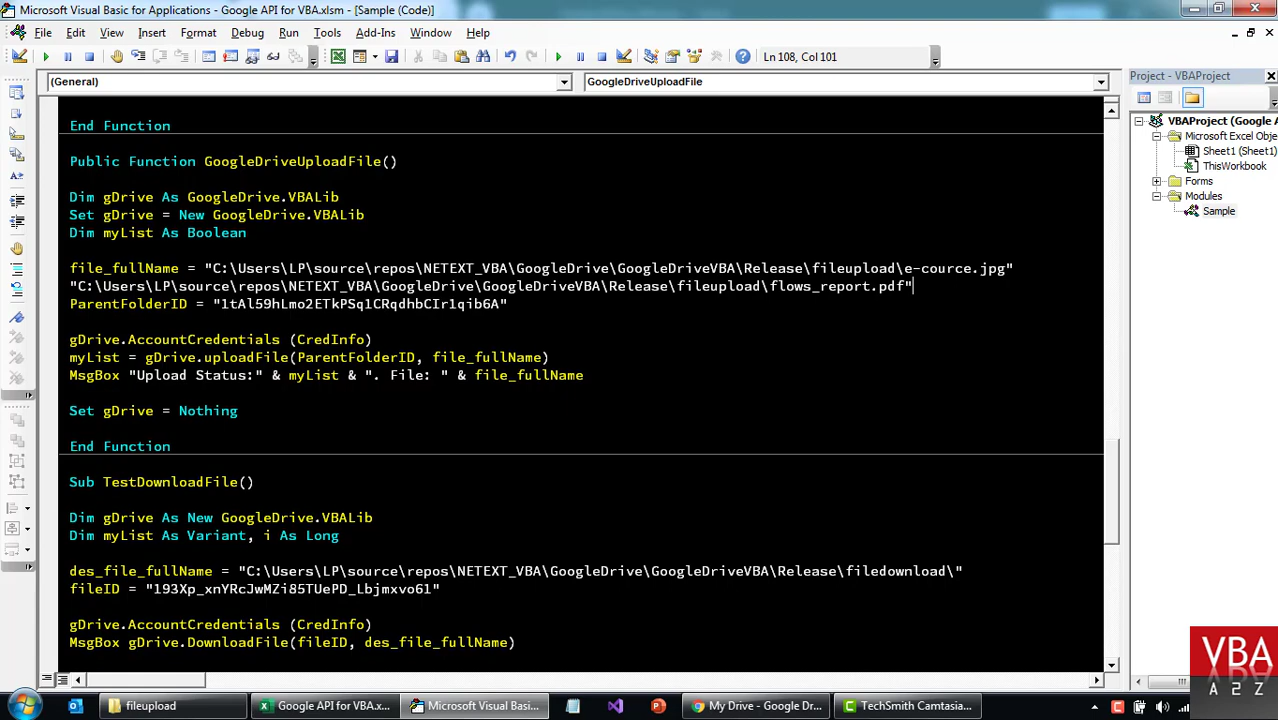 Microsoft Visual Basic for Applications - Google API for VBA.xlsm - [Sample (Code)]
File Edit View Insert Format Debug Run Tools Add-Ins Window Help
Ln 108, Col 101
(General) GoogleDriveUploadFile
Project - VBAProject
VBAProject (Google A
Microsoft Excel Obje
Sheet1 (Sheet1)
ThisWorkbook
Forms
Modules
Sample
End Function
Public Function GoogleDriveUploadFile()
Dim gDrive As GoogleDrive.VBALib
Set gDrive = New GoogleDrive.VBALib
Dim myList As Boolean
file_fullName = "C:\Users\LP\source\repos\NETEXT_VBA\GoogleDrive\GoogleDriveVBA\Release\fileupload\e-cource.jpg"
"C:\Users\LP\source\repos\NETEXT_VBA\GoogleDrive\GoogleDriveVBA\Release\fileupload\flows_report.pdf"
ParentFolderID = "1tAl59hLmo2ETkPSq1CRqdhbCIr1qib6A"
gDrive.AccountCredentials (CredInfo)
myList = gDrive.uploadFile(ParentFolderID, file_fullName)
MsgBox "Upload Status:" & myList & ". File: " & file_fullName
Set gDrive = Nothing
End Function
Sub TestDownloadFile()
Dim gDrive As New GoogleDrive.VBALib
Dim myList As Variant, i As Long
des_file_fullName = "C:\Users\LP\source\repos\NETEXT_VBA\GoogleDrive\GoogleDriveVBA\Release\filedownload\"
fileID = "193Xp_xnYRcJwMZi85TUePD_Lbjmxvo61"
gDrive.AccountCredentials (CredInfo)
MsgBox gDrive.DownloadFile(fileID, des_file_fullName)
VBA
A2Z
fileupload
Google API for VBA.x...
Microsoft Visual Basi...
My Drive - Google Dr...
TechSmith Camtasia...